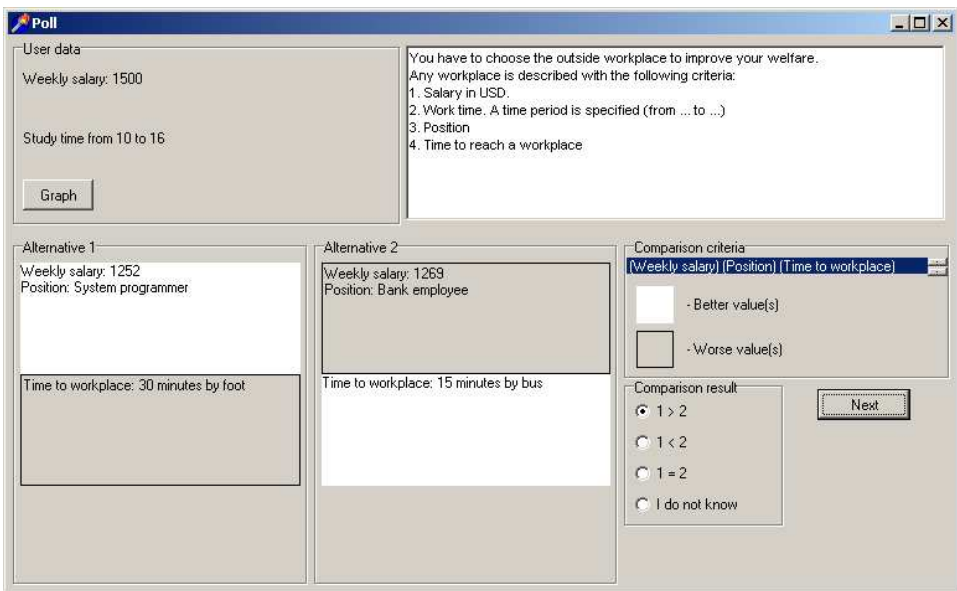 Poll
User data
Weekly salary: 1500
Study time from 10 to 16
Graph
You have to choose the outside workplace to improve your welfare.
Any workplace is described with the following criteria:
1. Salary in USD.
2. Work time. A time period is specified (from ... to ...)
3. Position
4. Time to reach a workplace
Alternative 1
Weekly salary: 1252
Position: System programmer
Time to workplace: 30 minutes by foot
Alternative 2
Weekly salary: 1269
Position: Bank employee
Time to workplace: 15 minutes by bus
Comparison criteria
(Weekly salary) (Position) (Time to workplace)
- Better value(s)
- Worse value(s)
Comparison result
1 > 2
1 < 2
1 = 2
I do not know
Next